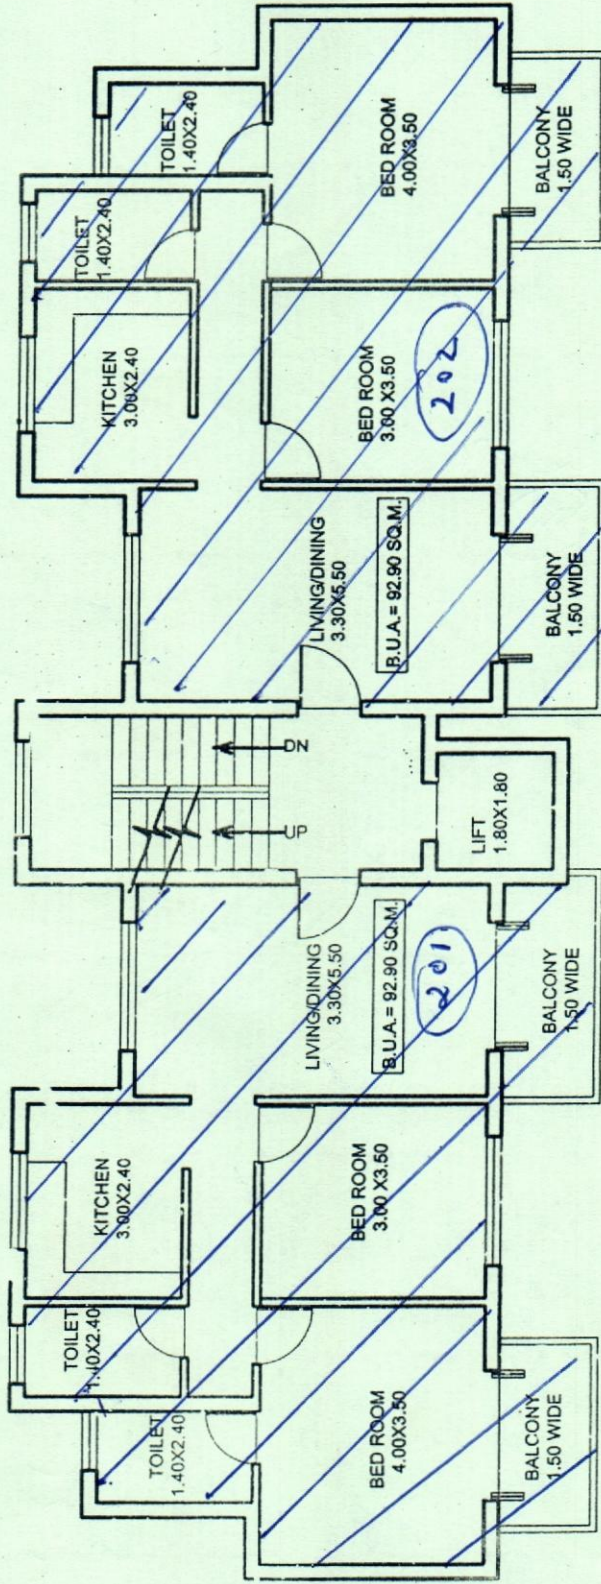 TOILET
1.40X2.40
TOILET
1.40X2.40
KITCHEN
3.00X2.40
BED ROOM
4.00X3.50
BED ROOM
3.00 X3.50
202
BALCONY
1.50 WIDE
LIVING/DINING
3.30X5.50
B.U.A.= 92.90 SQ.M.
BALCONY
1.50 WIDE
DN
UP
LIFT
1.80X1.80
LIVING/DINING
3.30X5.50
B.U.A.= 92.90 SQ.M.
201
BALCONY
1.50 WIDE
KITCHEN
3.00X2.40
BED ROOM
3.00 X3.50
TOILET
1.40X2.40
TOILET
1.40X2.40
BED ROOM
4.00X3.50
BALCONY
1.50 WIDE